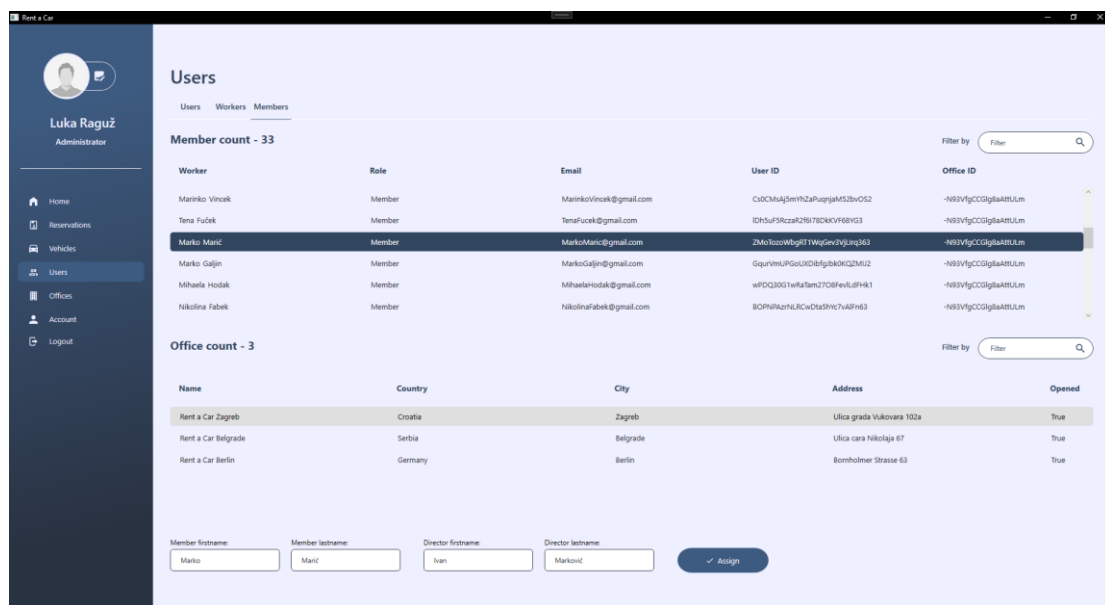 Rent a Car
Luka Raguž
Administrator
Home
Reservations
Vehicles
Users
Offices
Account
Logout
Users
Users Workers Members
Member count - 33
Filter by Filter
Worker Role Email User ID Office ID
Marinko Vincek Member MarinkoVincek@gmail.com
Tena Fuček Member TenaFucek@gmail.com
Marko Marić Member MarkoMaric@gmail.com
Marko Galjin Member MarkoGaljin@gmail.com
Mihaela Hodak Member MihaelaHodak@gmail.com
Nikolina Fabek Member NikolinaFabek@gmail.com
Office count - 3
Filter by Filter
Name Country City Address Opened
Rent a Car Zagreb Croatia Zagreb Ulica grada Vukovara 102a True
Rent a Car Belgrade Serbia Belgrade Ulica cara Nikolaja 67 True
Rent a Car Berlin Germany Berlin Bornholmer Strasse 63 True
Member firstname: Member lastname: Director firstname: Director lastname:
Marko Marić Ivan Marković Assign